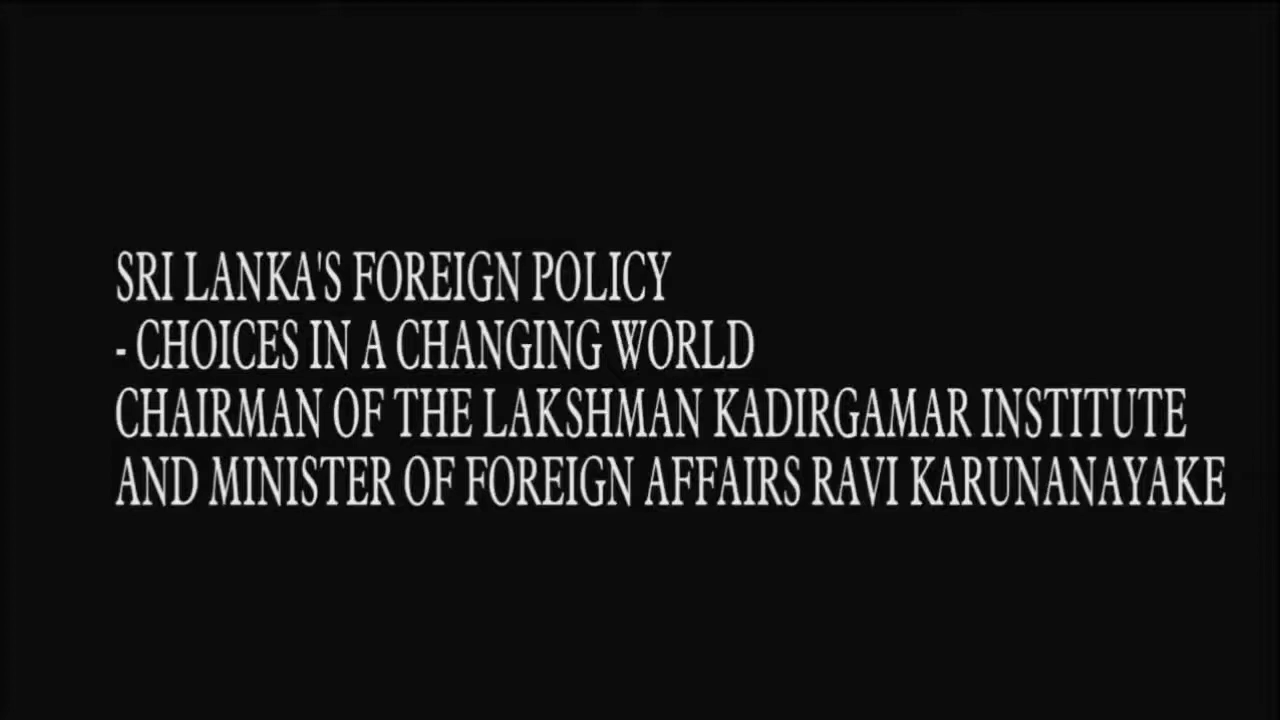 SRI LANKA'S FOREIGN POLICY
- CHOICES IN A CHANGING WORLD
CHAIRMAN OF THE LAKSHMAN KADIRGAMAR INSTITUTE
AND MINISTER OF FOREIGN AFFAIRS RAVI KARUNANAYAKE